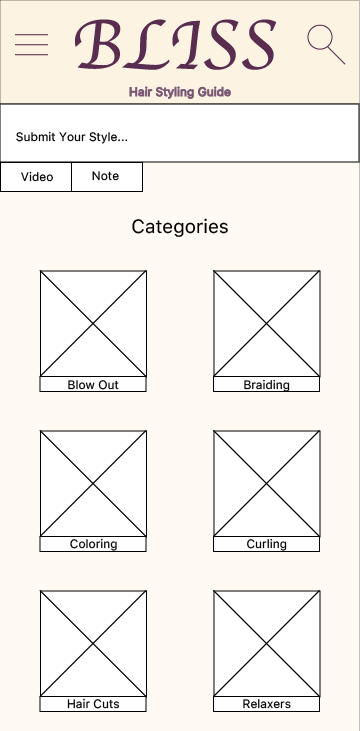 BLISS
Hair Styling Guide
Submit Your Style...
Video Note
Categories
Blow Out Braiding
Coloring Curling
Hair Cuts Relaxers